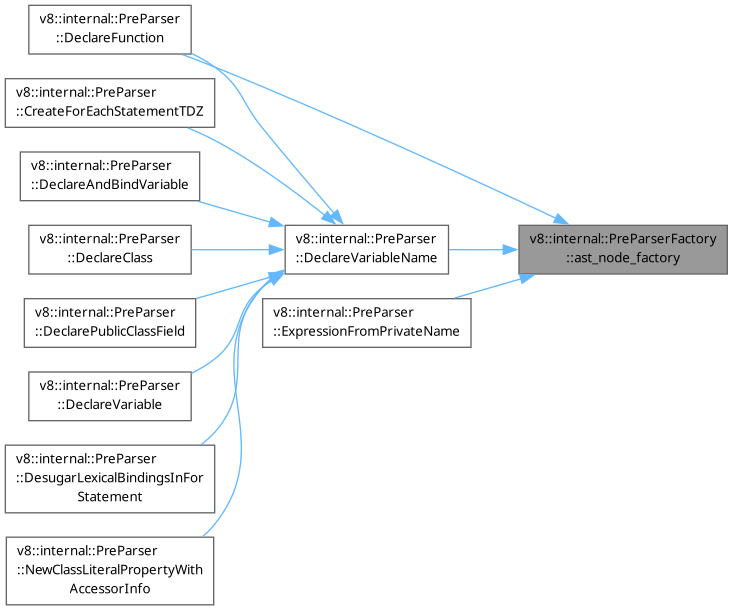 v8::internal::PreParser
::DeclareFunction
v8::internal::PreParser
::CreateForEachStatementTDZ
v8::internal::PreParser
::DeclareAndBindVariable
v8::internal::PreParser
::DeclareClass
v8::internal::PreParser
::DeclarePublicClassField
v8::internal::PreParser
::DeclareVariable
v8::internal::PreParser
::DesugarLexicalBindingsInFor
Statement
v8::internal::PreParser
::NewClassLiteralPropertyWith
AccessorInfo
v8::internal::PreParser
::DeclareVariableName
v8::internal::PreParser
::ExpressionFromPrivateName
v8::internal::PreParserFactory
::ast_node_factory